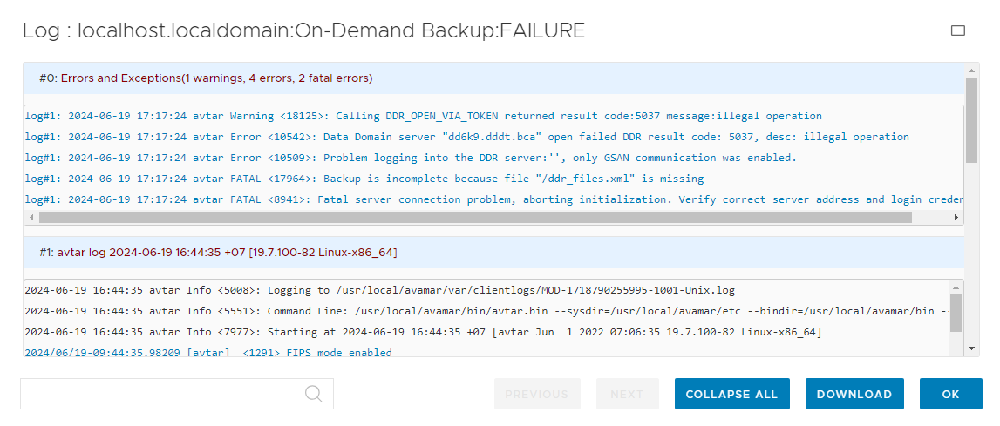 Log : localhost.localdomain:On-Demand Backup:FAILURE
#0: Errors and Exceptions(1 warnings, 4 errors, 2 fatal errors)
log#1: 2024-06-19 17:17:24 avtar Warning <18125>: Calling DDR_OPEN_VIA_TOKEN returned result code:5037 message:illegal operation
log#1: 2024-06-19 17:17:24 avtar Error <10542>: Data Domain server "dd6k9.dddt.bca" open failed DDR result code: 5037, desc: illegal operation
log#1: 2024-06-19 17:17:24 avtar Error <10509>: Problem logging into the DDR server:'', only GSAN communication was enabled.
log#1: 2024-06-19 17:17:24 avtar FATAL <17964>: Backup is incomplete because file "/ddr_files.xml" is missing
log#1: 2024-06-19 17:17:24 avtar FATAL <8941>: Fatal server connection problem, aborting initialization. Verify correct server address and login creder
#1: avtar log 2024-06-19 16:44:35 +07 [19.7.100-82 Linux-x86_64]
2024-06-19 16:44:35 avtar Info <5008>: Logging to /usr/local/avamar/var/clientlogs/MOD-1718790255995-1001-Unix.log
2024-06-19 16:44:35 avtar Info <5551>: Command Line: /usr/local/avamar/bin/avtar.bin --sysdir=/usr/local/avamar/etc --bindir=/usr/local/avamar/bin -
2024-06-19 16:44:35 avtar Info <7977>: Starting at 2024-06-19 16:44:35 +07 [avtar Jun  1 2022 07:06:35 19.7.100-82 Linux-x86_64]
2024/06/19-09:44:35.98209 [avtar]  <1291> FIPS mode enabled
PREVIOUS
NEXT
COLLAPSE ALL
DOWNLOAD
OK